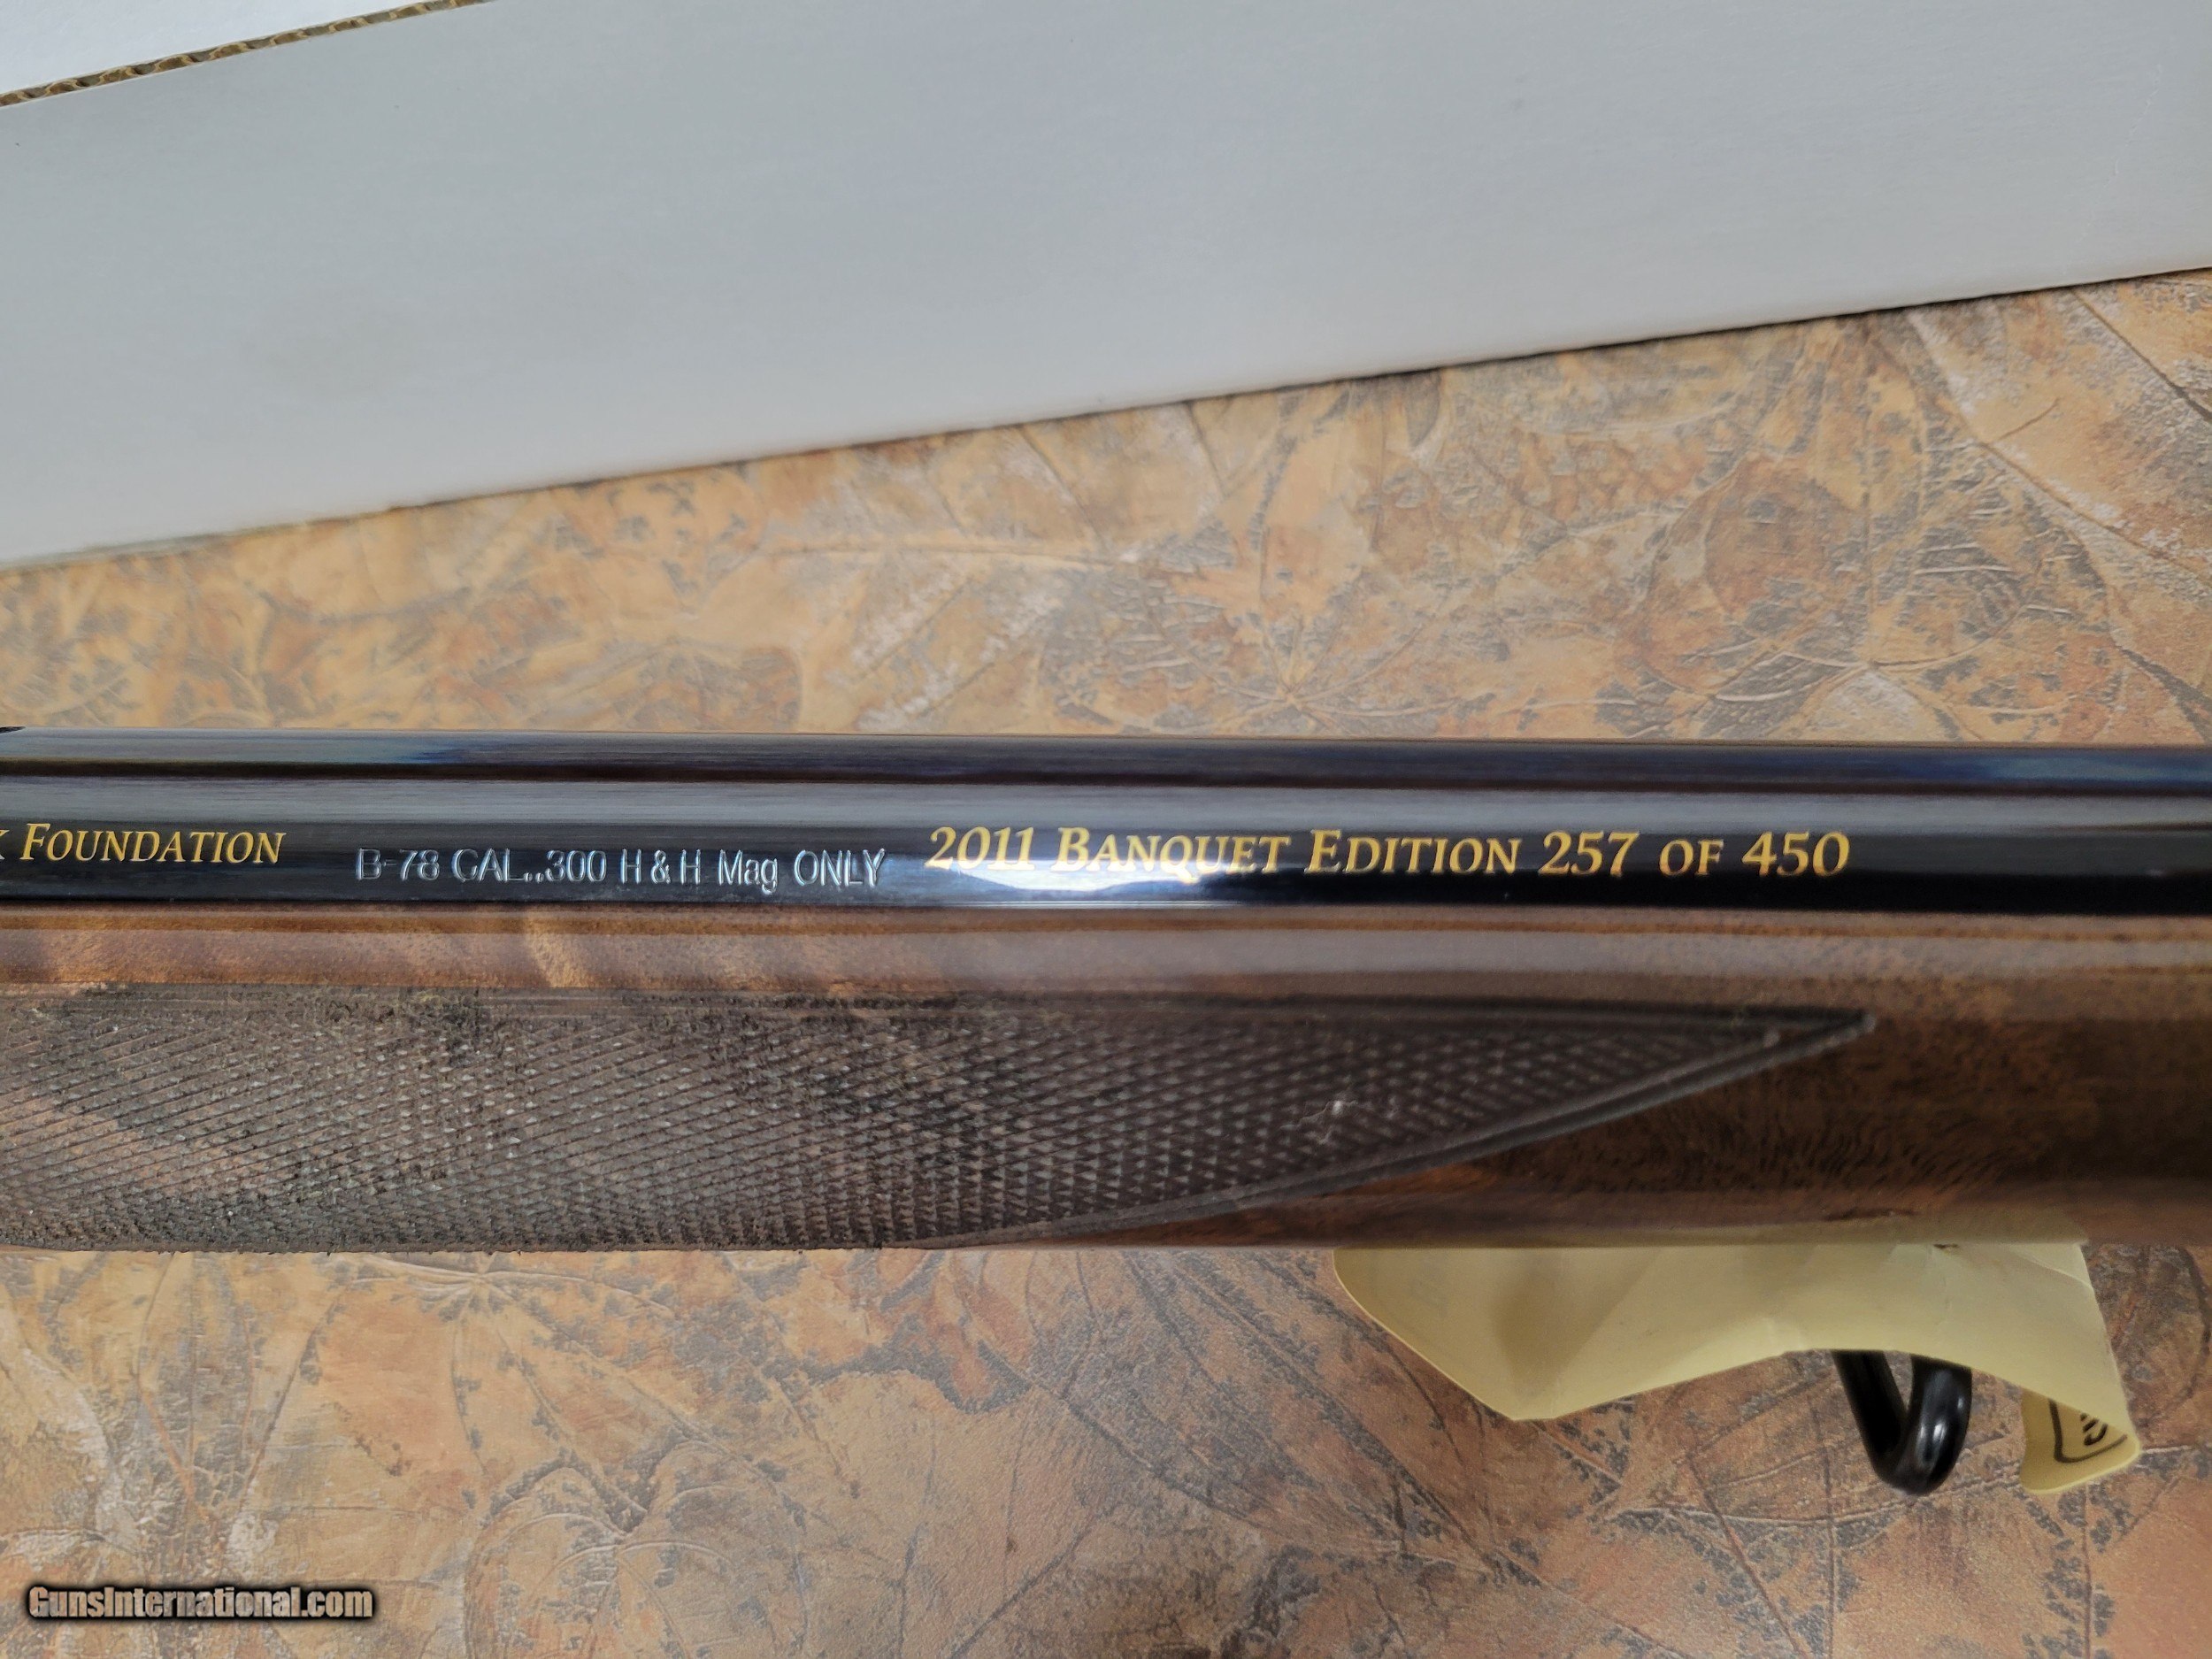 FOUNDATION B-78 CAL..300 H & H Mag ONLY 2011 BANQUET EDITION 257 OF 450
GunsInternational.com